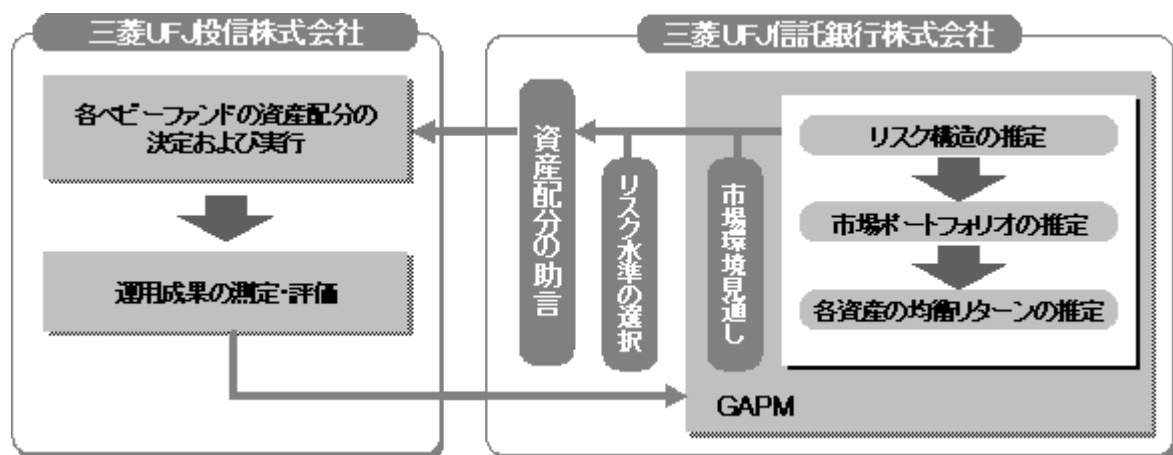 三菱UFJ投信株式会社
各ベビーファンドの資産配分の
決定および実行
運用成果の測定・評価
三菱UFJ信託銀行株式会社
資産配分の助言
リスク水準の選択
市場環境見通し
リスク構造の推定
市場ポートフォリオの推定
各資産の均衡リターンの推定
GAPM